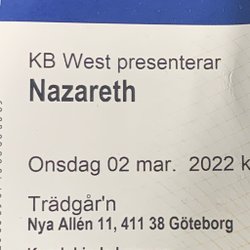 KB West presenterar
Nazareth
Onsdag 02 mar. 2022 k
Trädgår'n
Nya Allén 11, 411 38 Göteborg